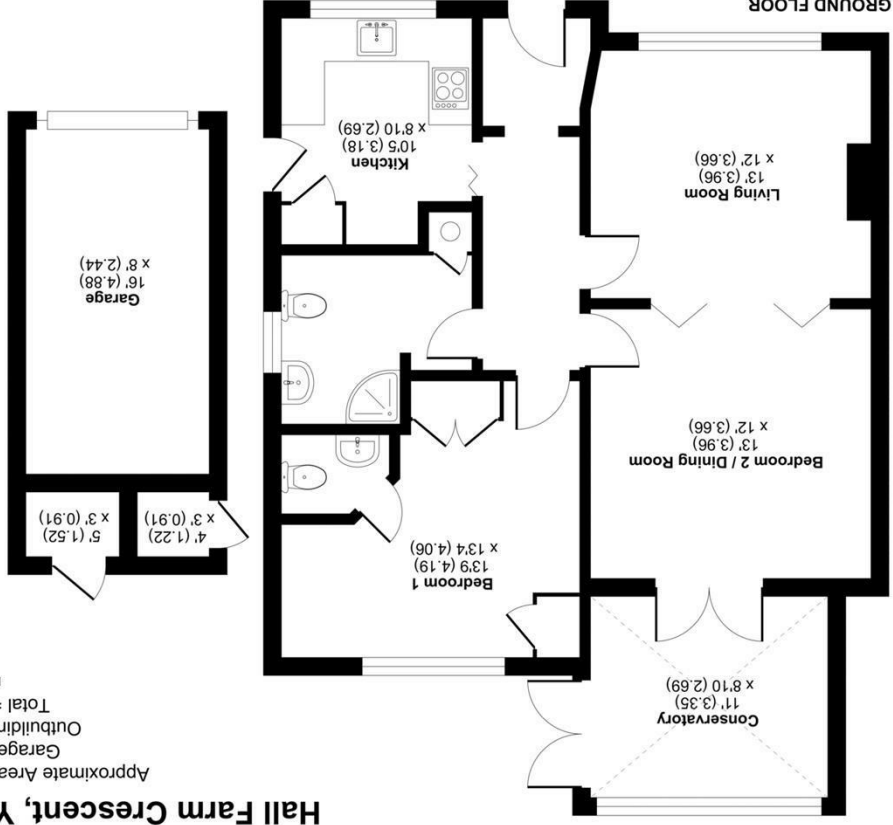 Hall Farm Crescent, Y
Approximate Area
Garage
Outbuildin
Total
Conservatory
11' (3.35)
x 8'10 (2.69)
Bedroom 1
13'9 (4.19)
x 13'4 (4.06)
4' (1.22)
x 3' (0.91)
5' (1.52)
x 3' (0.91)
Bedroom 2 / Dining Room
13' (3.96)
x 12' (3.66)
Garage
16' (4.88)
x 8' (2.44)
Living Room
13' (3.96)
x 12' (3.66)
Kitchen
10'5 (3.18)
x 8'10 (2.69)
GROUND FLOOR